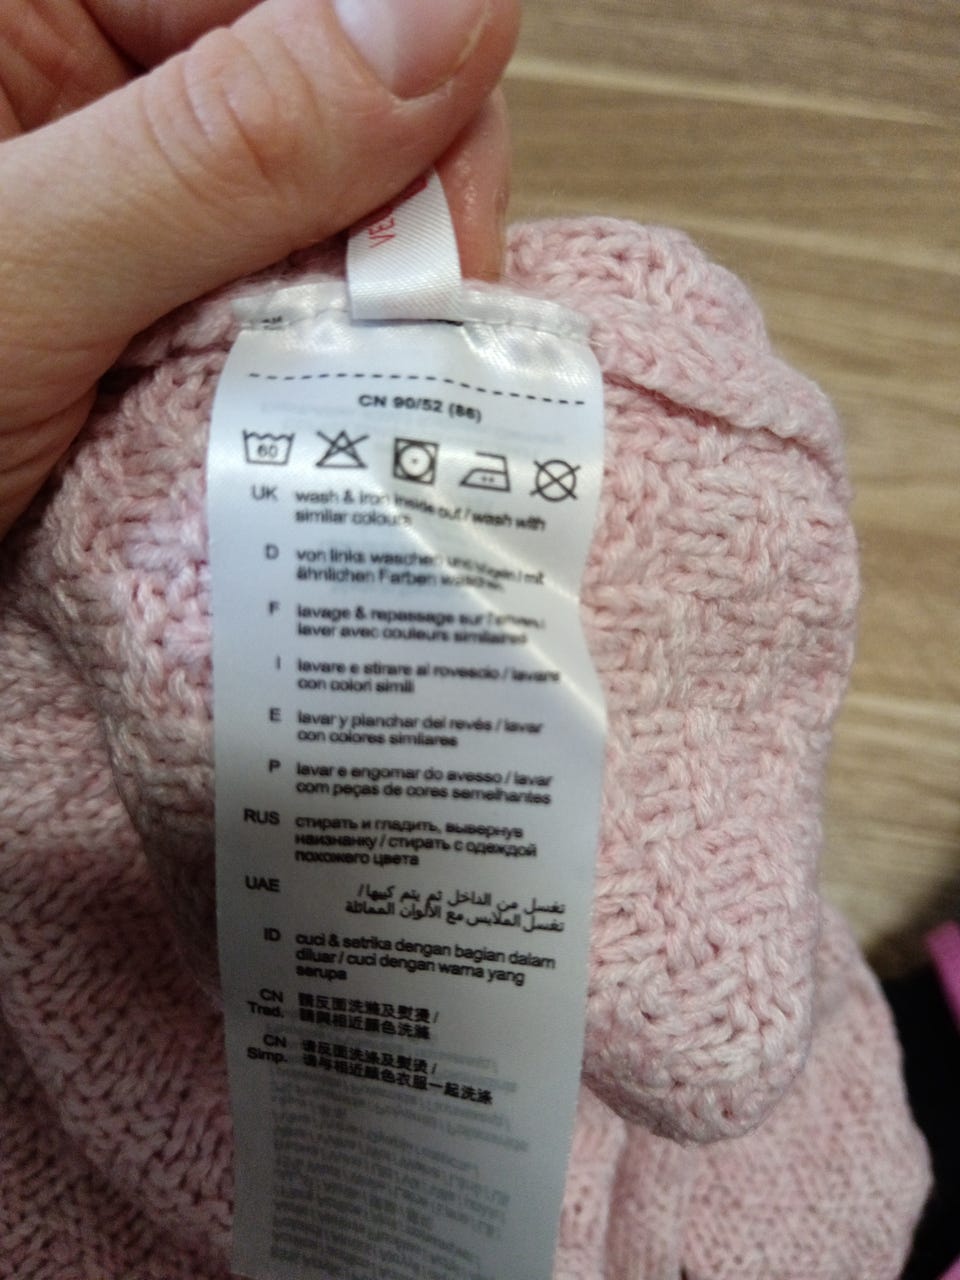 CN 90/52 (86)
60
UK wash & iron inside out / wash with
similar colours
D von links waschen und bügeln / mit
ähnlichen Farben waschen
F lavage & repassage sur l'envers /
laver avec couleurs similaires
I lavare e stirare al rovescio / lavare
con colori simili
E lavar y planchar del revés / lavar
con colores similares
P lavar e engomar do avesso / lavar
com peças de cores semelhantes
RUS стирать и гладить, вывернув
наизнанку / стирать с одеждой
похожего цвета
UAE تغسل من الداخل ثم يتم كيها /
تغسل الملابس مع الألوان المماثلة
ID cuci & setrika dengan bagian dalam
diluar / cuci dengan warna yang
serupa
CN 請反面洗滌及熨燙 /
Trad. 請與相近顏色洗滌
CN 请反面洗涤及熨烫 /
Simp. 请与相近颜色衣服一起洗涤